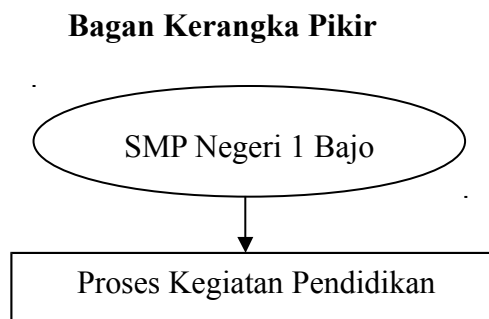 Bagan Kerangka Pikir
SMP Negeri 1 Bajo
Proses Kegiatan Pendidikan